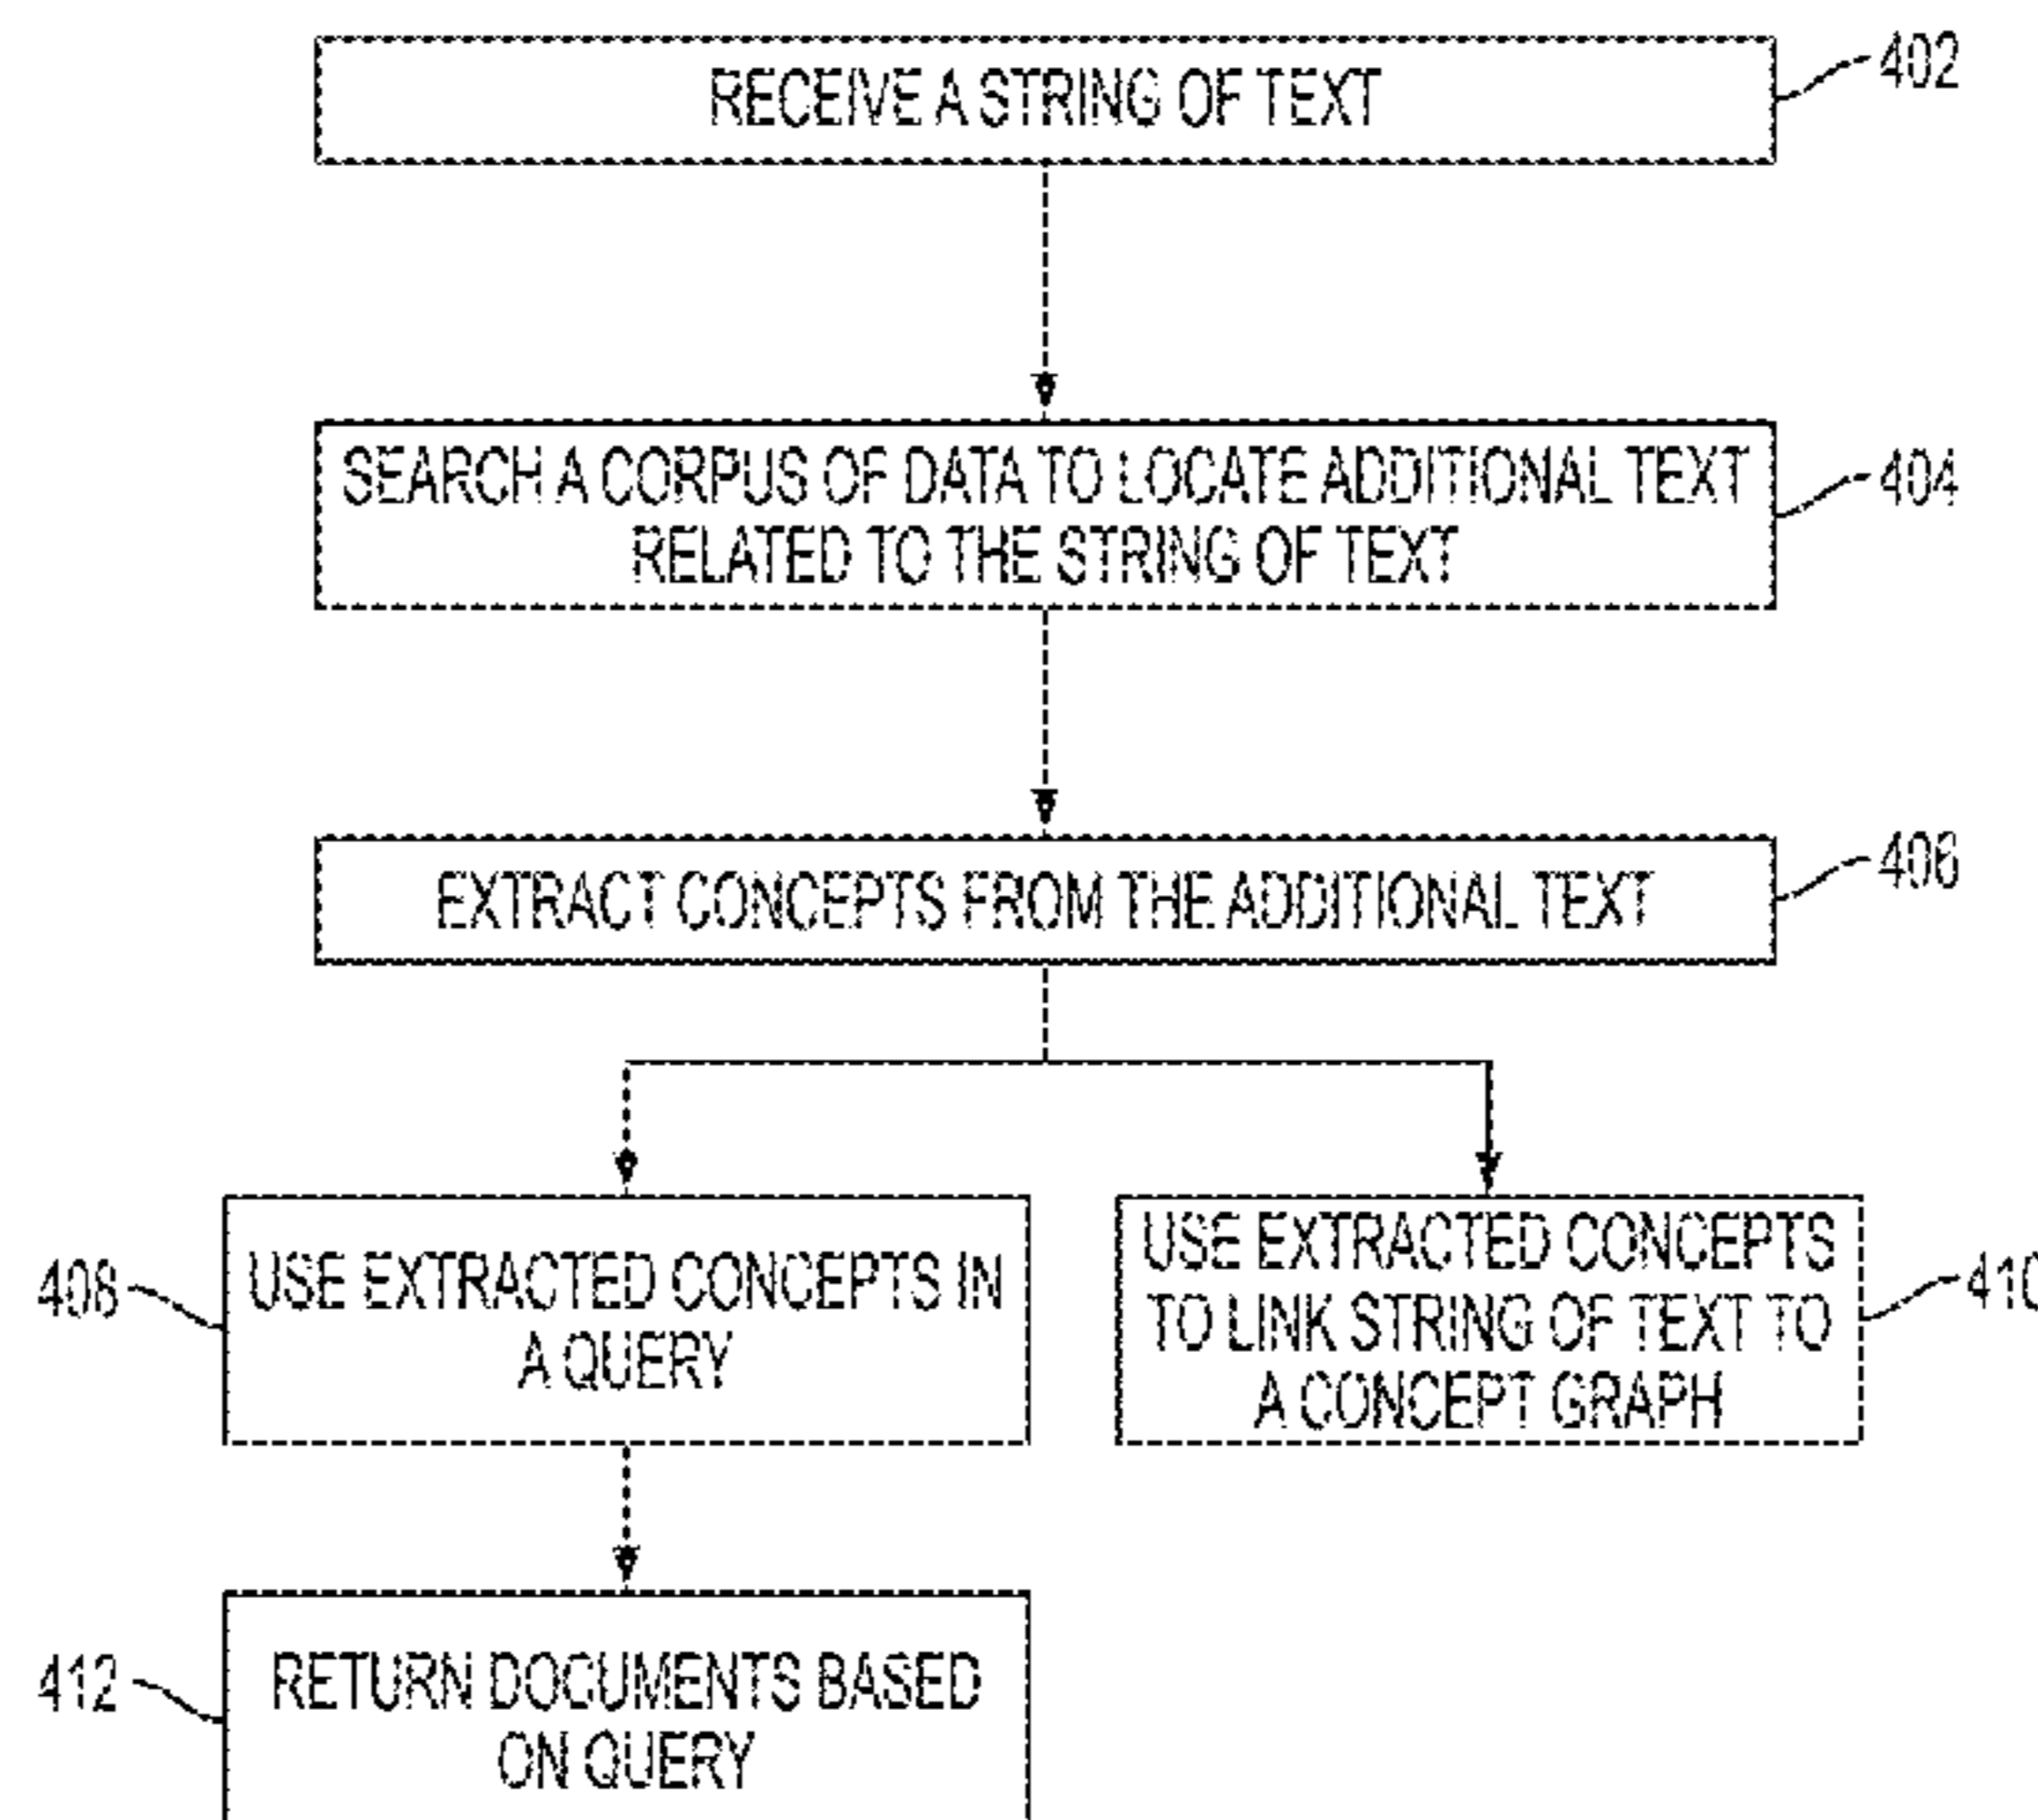 RECEIVE A STRING OF TEXT
402
SEARCH A CORPUS OF DATA TO LOCATE ADDITIONAL TEXT
RELATED TO THE STRING OF TEXT
404
EXTRACT CONCEPTS FROM THE ADDITIONAL TEXT
406
408
USE EXTRACTED CONCEPTS IN
A QUERY
USE EXTRACTED CONCEPTS
TO LINK STRING OF TEXT TO
A CONCEPT GRAPH
410
412
RETURN DOCUMENTS BASED
ON QUERY